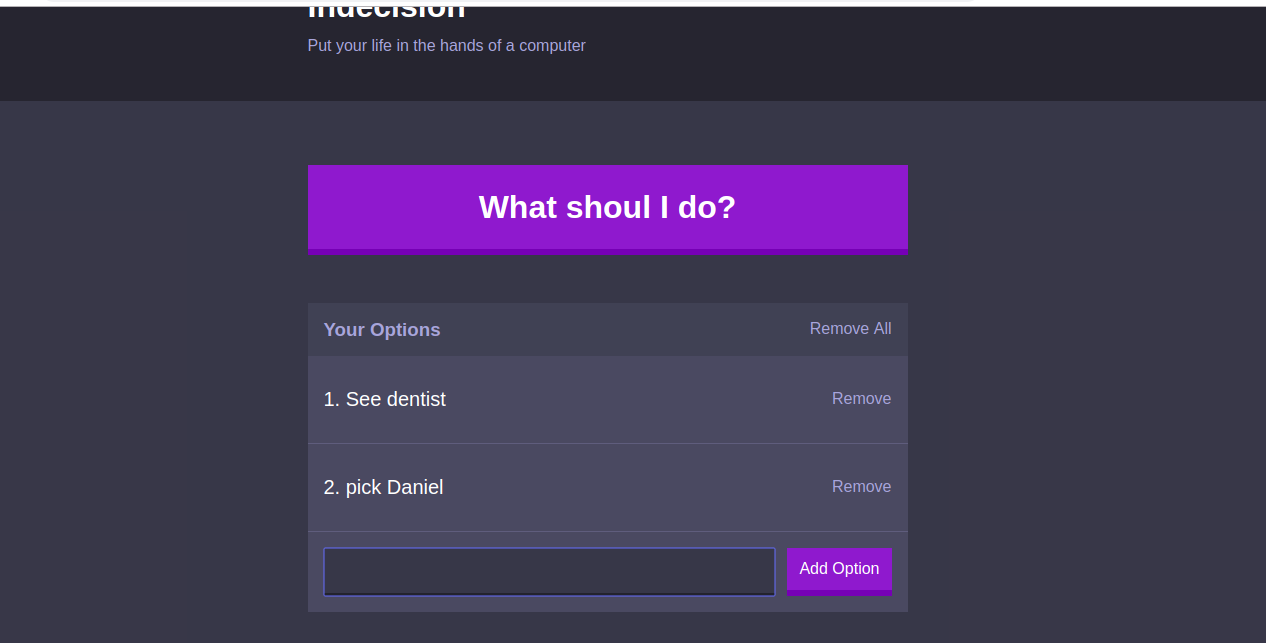 Indecision
Put your life in the hands of a computer
What shoul I do?
Your Options
Remove All
1. See dentist
Remove
2. pick Daniel
Remove
Add Option